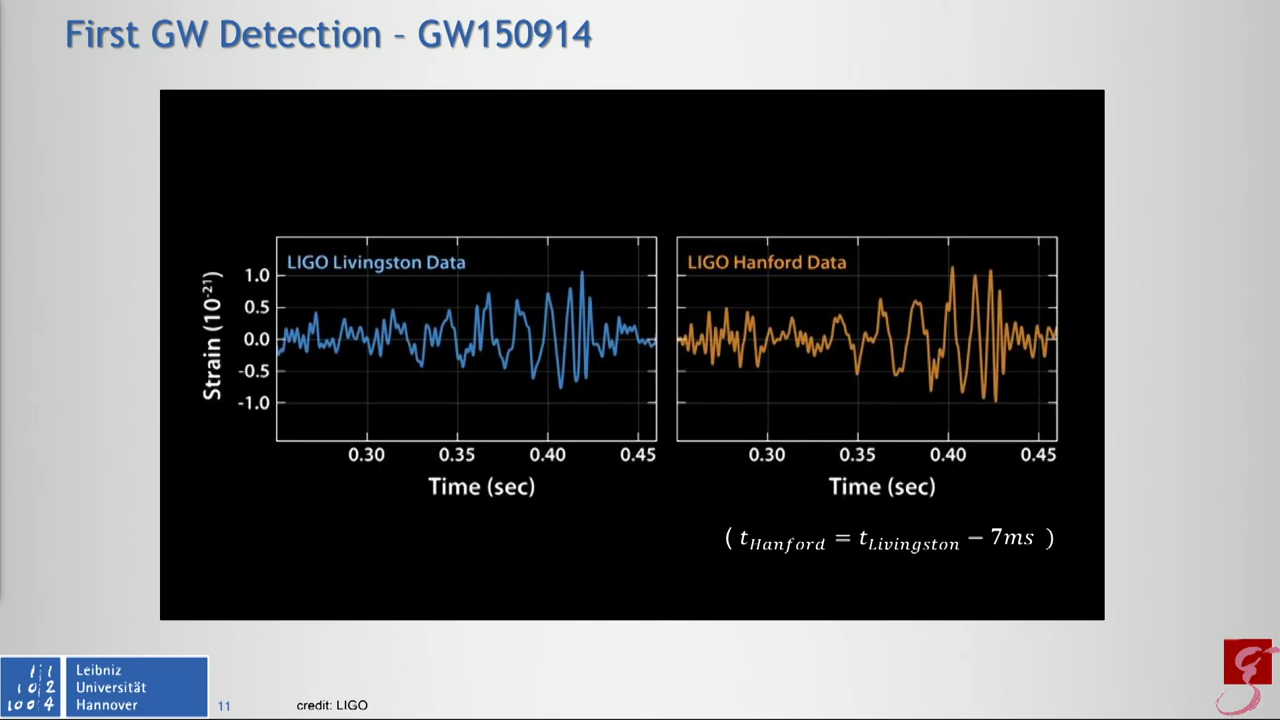 First GW Detection – GW150914
LIGO Livingston Data
LIGO Hanford Data
Strain (10⁻²¹)
1.0
0.5
0.0
-0.5
-1.0
0.30 0.35 0.40 0.45
0.30 0.35 0.40 0.45
Time (sec)
Time (sec)
( t_Hanford = t_Livingston − 7ms )
Leibniz
Universität
Hannover
11
credit: LIGO